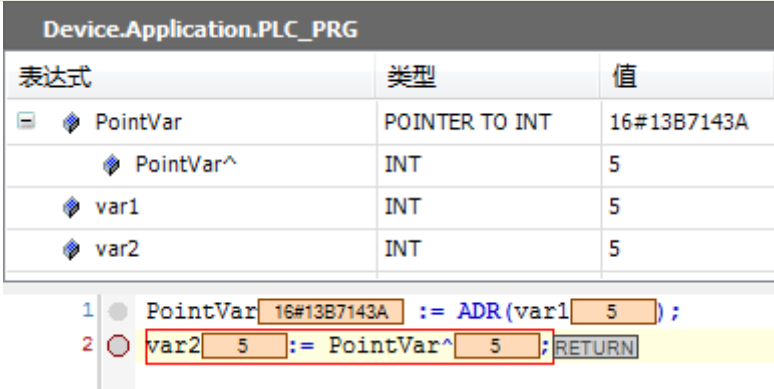 Device.Application.PLC_PRG
表达式 类型 值
PointVar POINTER TO INT 16#13B7143A
PointVar^ INT 5
var1 INT 5
var2 INT 5
1 PointVar 16#13B7143A := ADR(var1 5 );
2 var2 5 := PointVar^ 5 ; RETURN